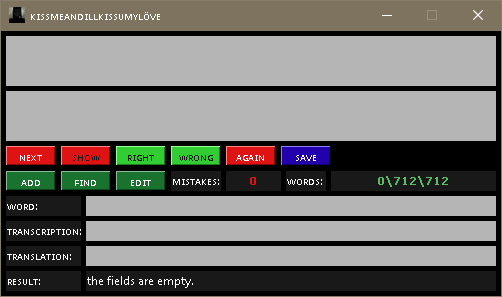 KISSMEANDILLKISSUMYLÖVE
NEXT SHOW RIGHT WRONG AGAIN SAVE
ADD FIND EDIT MISTAKES: 0 WORDS: 0\712\712
WORD:
TRANSCRIPTION:
TRANSLATION:
RESULT: the fields are empty.